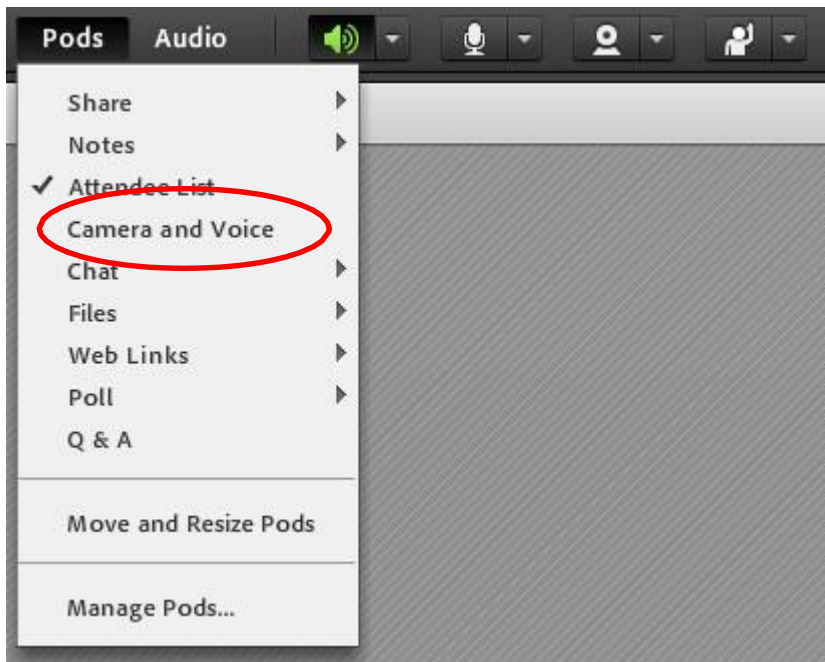 Pods Audio
Share
Notes
Attendee List
Camera and Voice
Chat
Files
Web Links
Poll
Q & A
Move and Resize Pods
Manage Pods...